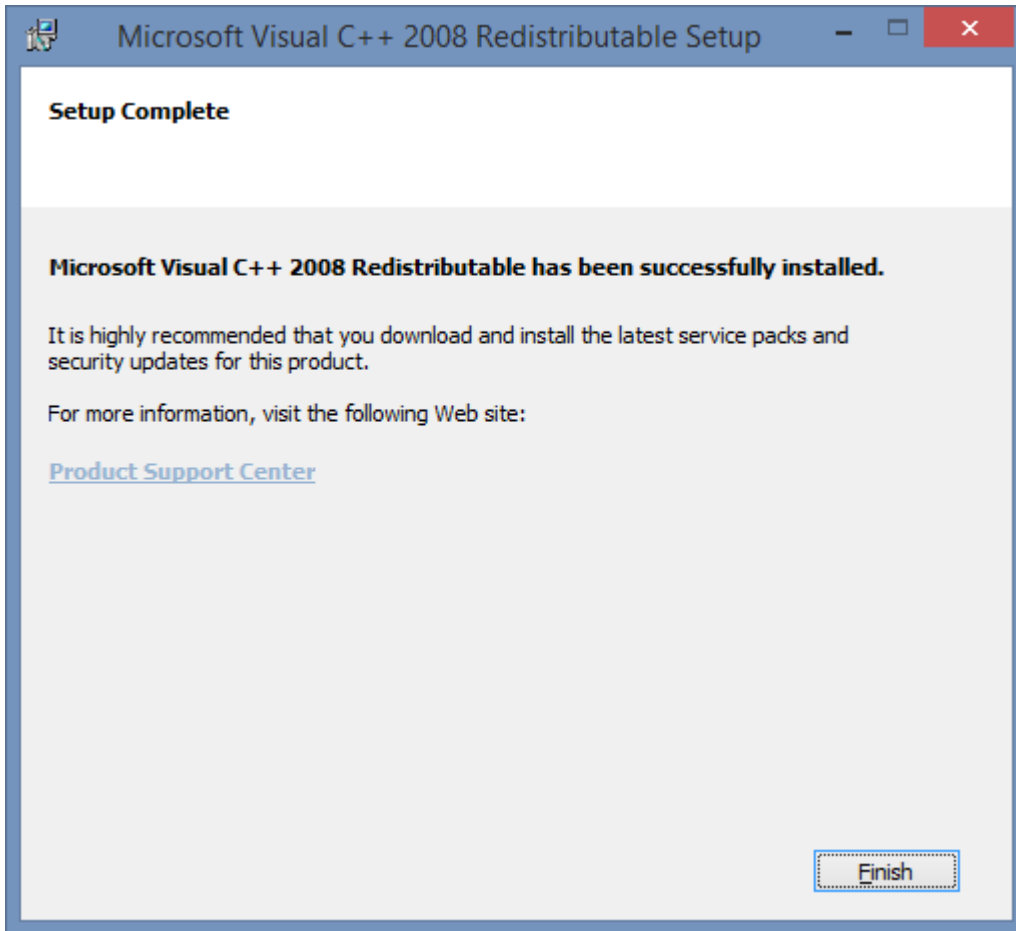 Microsoft Visual C++ 2008 Redistributable Setup
Setup Complete
Microsoft Visual C++ 2008 Redistributable has been successfully installed.
It is highly recommended that you download and install the latest service packs and
security updates for this product.
For more information, visit the following Web site:
Product Support Center
Finish